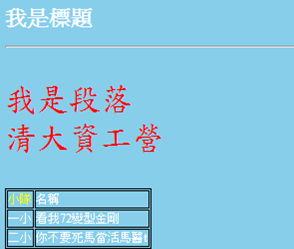 我是標題
我是段落
清大資工營
小隊 名稱
一小 看我72變型金剛
二小 你不要死馬當活馬醫